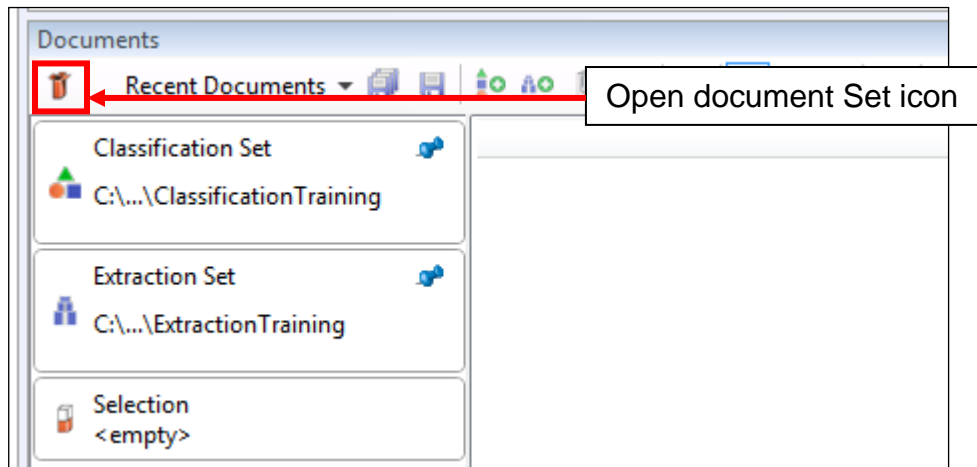 Documents
Recent Documents
Open document Set icon
Classification Set
C:\...\ClassificationTraining
Extraction Set
C:\...\ExtractionTraining
Selection
<empty>